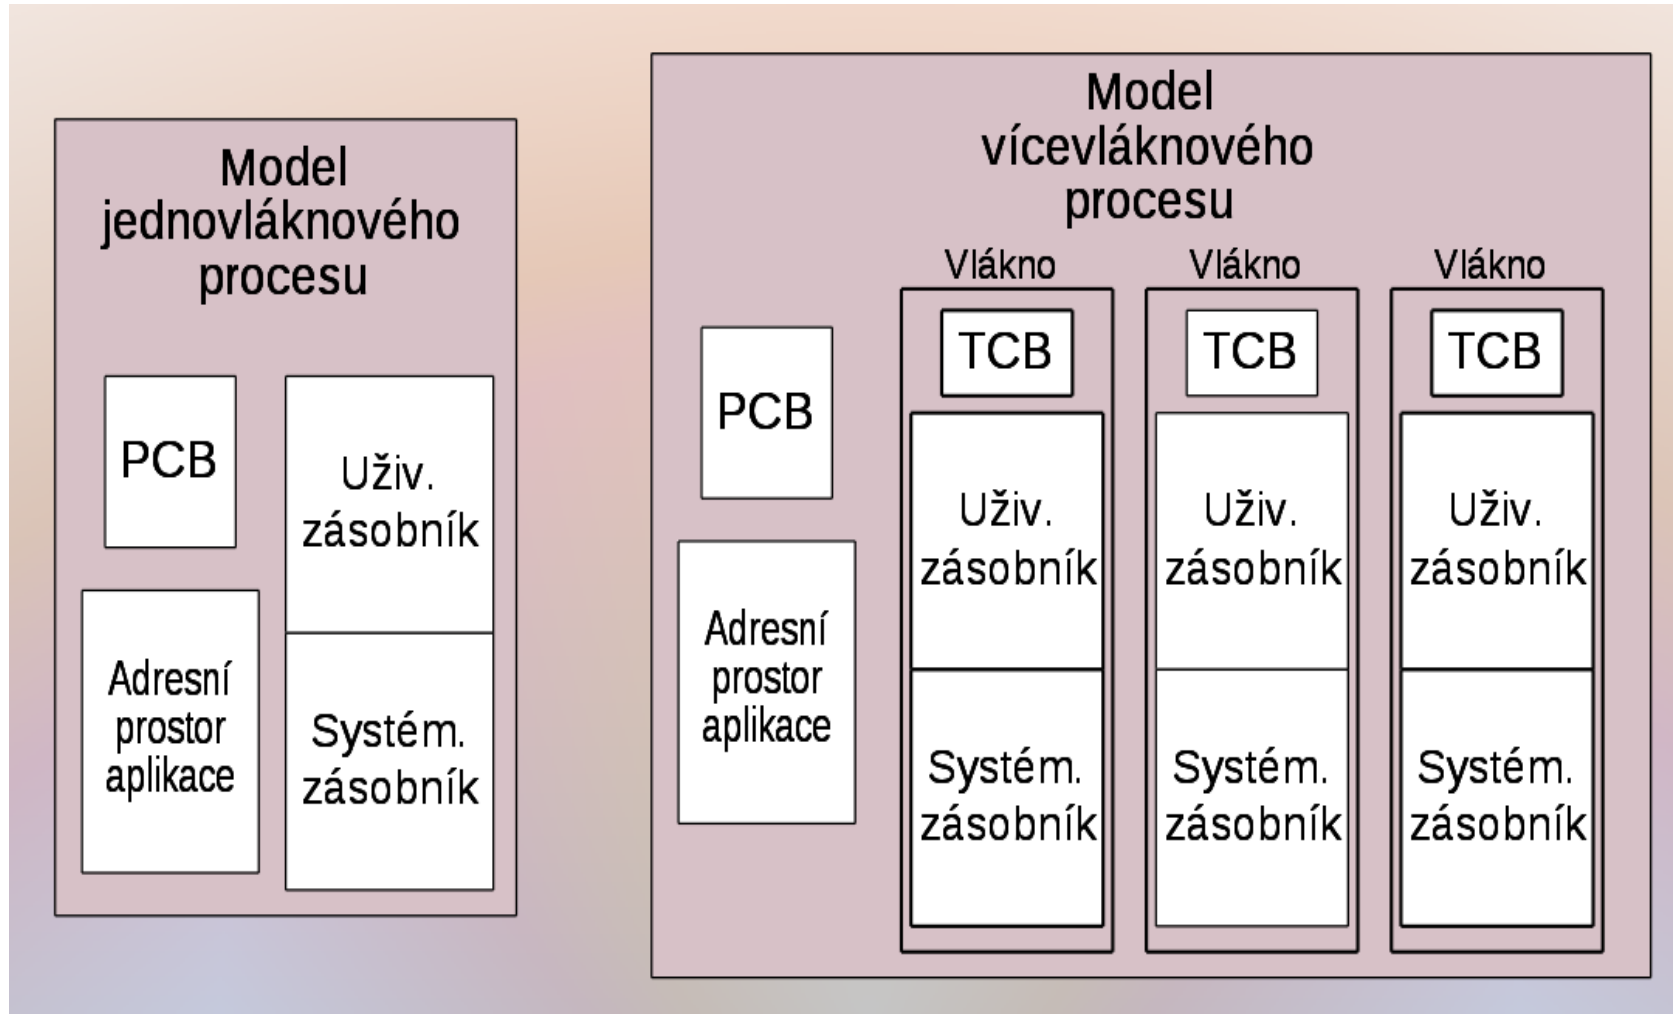 Model
jednovláknového
procesu
PCB
Uživ.
zásobník
Adresní
prostor
aplikace
Systém.
zásobník
Model
vícevláknového
procesu
Vlákno
Vlákno
Vlákno
PCB
Adresní
prostor
aplikace
TCB
Uživ.
zásobník
Systém.
zásobník
TCB
Uživ.
zásobník
Systém.
zásobník
TCB
Uživ.
zásobník
Systém.
zásobník